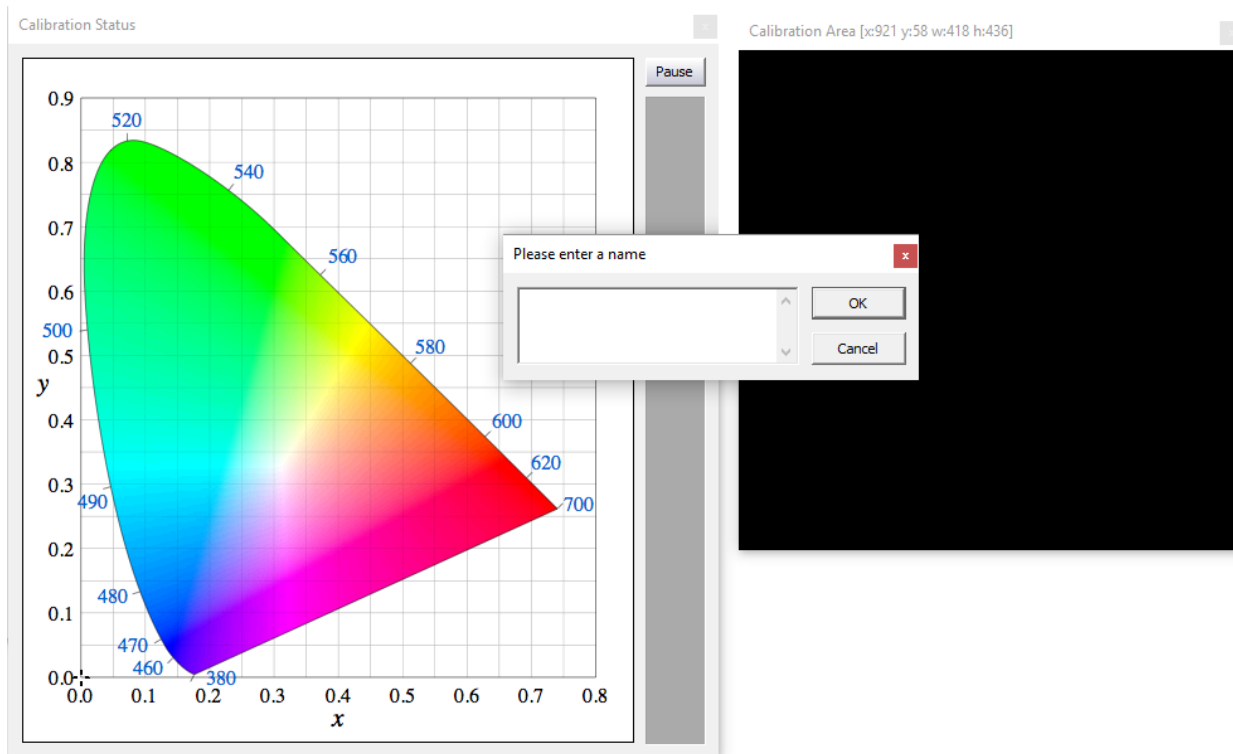 Calibration Status
x
Calibration Area [x:921 y:58 w:418 h:436]
Pause
0.9
520
0.8
540
0.7
560
0.6
500
0.5
580
y
0.4
600
620
0.3
490
700
0.2
480
0.1
470
460
0.0
380
0.0 0.1 0.2 0.3 0.4 0.5 0.6 0.7 0.8
x
Please enter a name
x
OK
Cancel